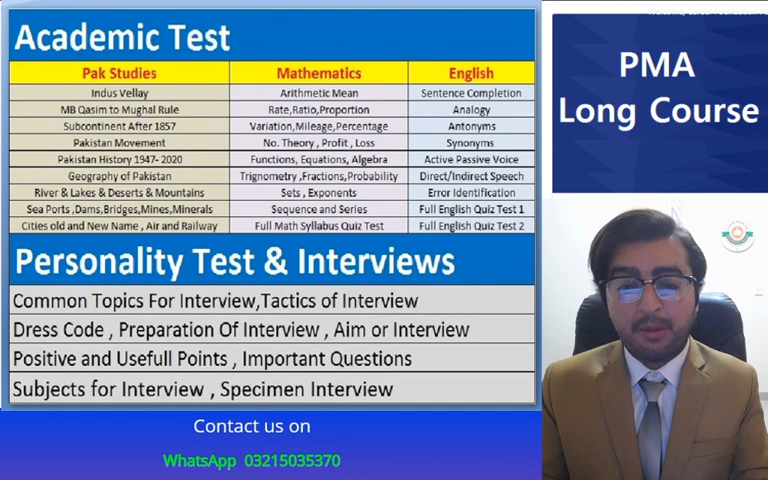 Academic Test
Pak Studies Mathematics English
Indus Vellay Arithmetic Mean Sentence Completion
MB Qasim to Mughal Rule Rate,Ratio,Proportion Analogy
Subcontinent After 1857 Variation,Mileage,Percentage Antonyms
Pakistan Movement No. Theory , Profit , Loss Synonyms
Pakistan History 1947- 2020 Functions, Equations, Algebra Active Passive Voice
Geography of Pakistan Trignometry ,Fractions,Probability Direct/Indirect Speech
River & Lakes & Deserts & Mountains Sets , Exponents Error Identification
Sea Ports ,Dams,Bridges,Mines,Minerals Sequence and Series Full English Quiz Test 1
Cities old and New Name , Air and Railway Full Math Syllabus Quiz Test Full English Quiz Test 2
Personality Test & Interviews
Common Topics For Interview,Tactics of Interview
Dress Code , Preparation Of Interview , Aim or Interview
Positive and Usefull Points , Important Questions
Subjects for Interview , Specimen Interview
Contact us on
WhatsApp 03215035370
PMA
Long Course